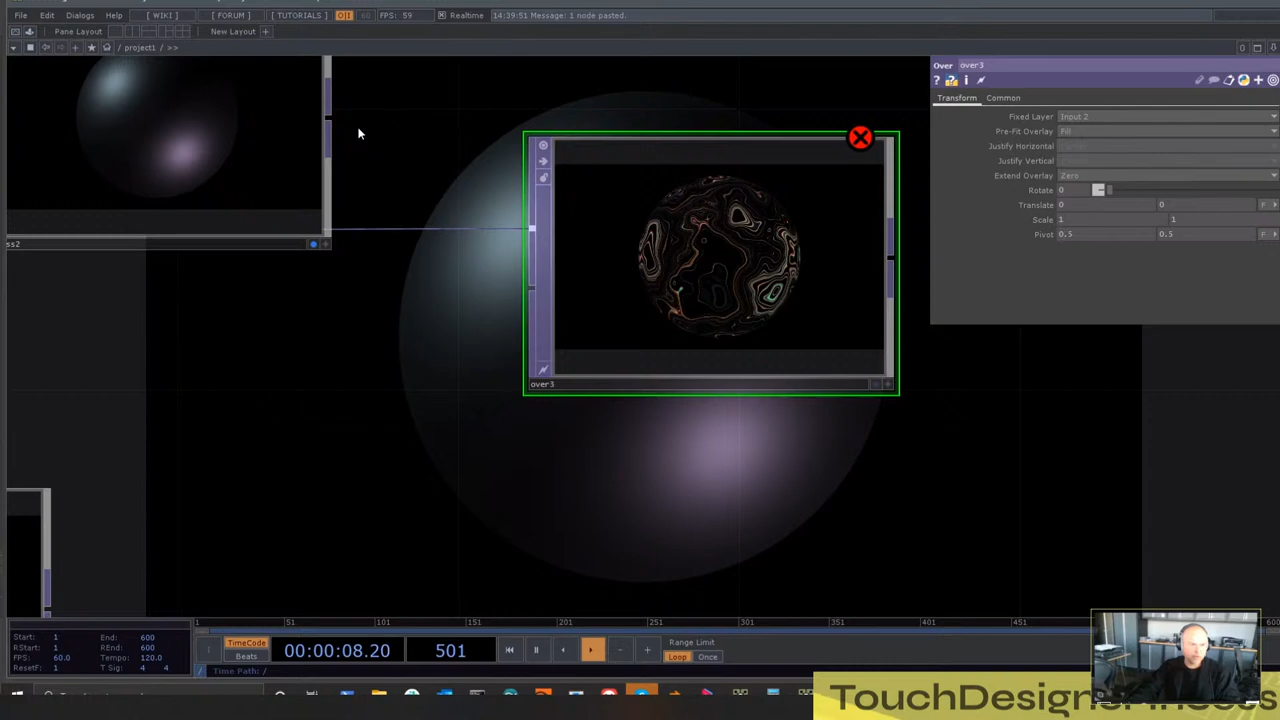 File Edit Dialogs Help [ WIKI ] [ FORUM ] [ TUTORIALS ] O|I 60 FPS: 59 Realtime 14:39:51 Message: 1 node pasted.
Pane Layout New Layout +
/ project1 / >>
Over over3
Transform Common
Fixed Layer Input 2
Pre-Fit Overlay Fill
Justify Horizontal
Justify Vertical
Extend Overlay Zero
Rotate 0
Translate 0 0
Scale 1 1
Pivot 0.5 0.5
ss2
over3
1 51 101 151 201 251 301 351 401 451 600
Start: 1 End: 600
RStart: 1 REnd: 600
FPS: 60.0 Tempo: 120.0
ResetF: 1 T Sig: 4 4
TimeCode
Beats
00:00:08.20 501
Range Limit
Loop Once
Time Path: /